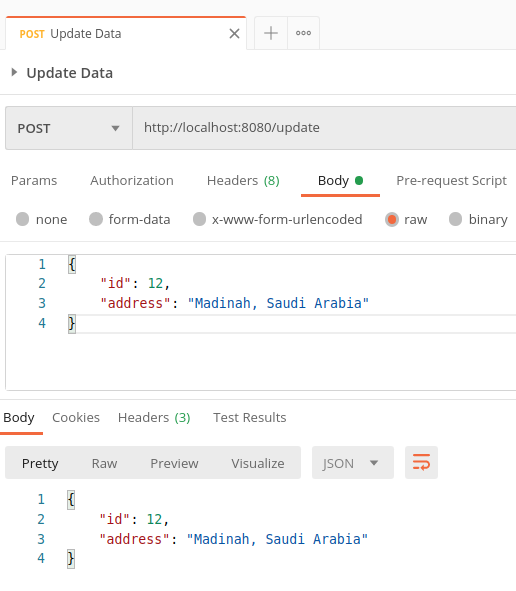 POST Update Data
Update Data
POST http://localhost:8080/update
Params Authorization Headers (8) Body Pre-request Script
none form-data x-www-form-urlencoded raw binary
1 {
2 "id": 12,
3 "address": "Madinah, Saudi Arabia"
4 }
Body Cookies Headers (3) Test Results
Pretty Raw Preview Visualize JSON
1 {
2 "id": 12,
3 "address": "Madinah, Saudi Arabia"
4 }